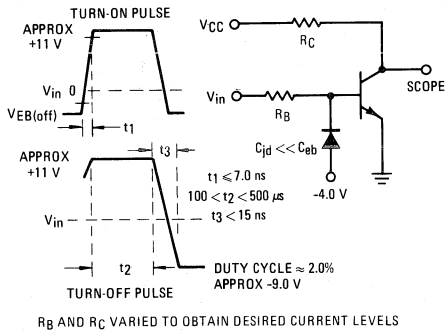 TURN-ON PULSE
APPROX
+11 V
Vin 0
VEB(off)
t1
t3
VCC
RC
SCOPE
Vin
RB
Cjd << Ceb
-4.0 V
APPROX
+11 V
t1 ≤ 7.0 ns
100 < t2 < 500 μs
t3 < 15 ns
Vin
t2
DUTY CYCLE ≈ 2.0%
APPROX -9.0 V
TURN-OFF PULSE
RB AND RC VARIED TO OBTAIN DESIRED CURRENT LEVELS